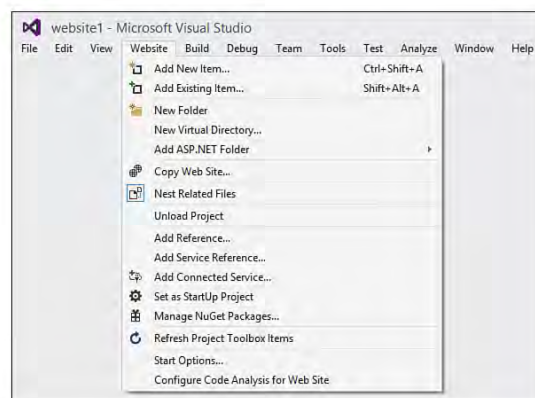 website1 - Microsoft Visual Studio
File Edit View Website Build Debug Team Tools Test Analyze Window Help
Add New Item... Ctrl+Shift+A
Add Existing Item... Shift+Alt+A
New Folder
New Virtual Directory...
Add ASP.NET Folder
Copy Web Site...
Nest Related Files
Unload Project
Add Reference...
Add Service Reference...
Add Connected Service...
Set as StartUp Project
Manage NuGet Packages...
Refresh Project Toolbox Items
Start Options...
Configure Code Analysis for Web Site